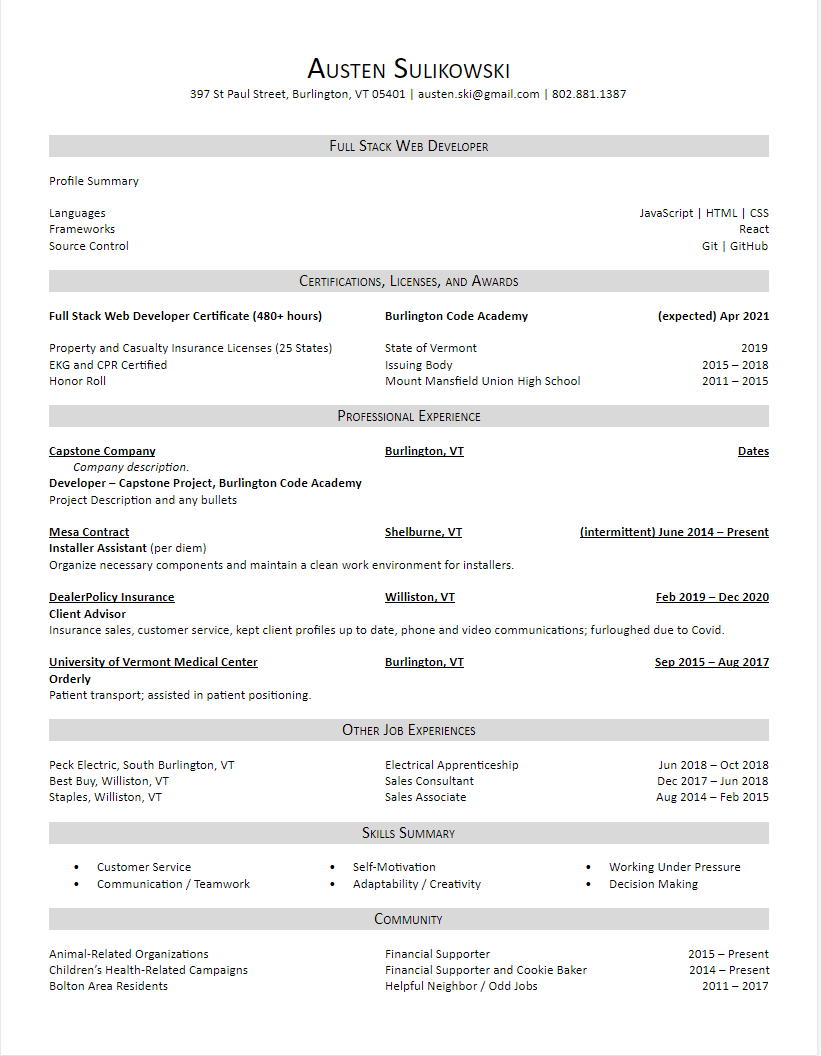 Austen Sulikowski
397 St Paul Street, Burlington, VT 05401 | austen.ski@gmail.com | 802.881.1387
Full Stack Web Developer
Profile Summary
Languages JavaScript | HTML | CSS
Frameworks React
Source Control Git | GitHub
Certifications, Licenses, and Awards
Full Stack Web Developer Certificate (480+ hours) Burlington Code Academy (expected) Apr 2021
Property and Casualty Insurance Licenses (25 States) State of Vermont 2019
EKG and CPR Certified Issuing Body 2015 – 2018
Honor Roll Mount Mansfield Union High School 2011 – 2015
Professional Experience
Capstone Company Burlington, VT Dates
Company description.
Developer – Capstone Project, Burlington Code Academy
Project Description and any bullets
Mesa Contract Shelburne, VT (intermittent) June 2014 – Present
Installer Assistant (per diem)
Organize necessary components and maintain a clean work environment for installers.
DealerPolicy Insurance Williston, VT Feb 2019 – Dec 2020
Client Advisor
Insurance sales, customer service, kept client profiles up to date, phone and video communications; furloughed due to Covid.
University of Vermont Medical Center Burlington, VT Sep 2015 – Aug 2017
Orderly
Patient transport; assisted in patient positioning.
Other Job Experiences
Peck Electric, South Burlington, VT Electrical Apprenticeship Jun 2018 – Oct 2018
Best Buy, Williston, VT Sales Consultant Dec 2017 – Jun 2018
Staples, Williston, VT Sales Associate Aug 2014 – Feb 2015
Skills Summary
• Customer Service • Self-Motivation • Working Under Pressure
• Communication / Teamwork • Adaptability / Creativity • Decision Making
Community
Animal-Related Organizations Financial Supporter 2015 – Present
Children's Health-Related Campaigns Financial Supporter and Cookie Baker 2014 – Present
Bolton Area Residents Helpful Neighbor / Odd Jobs 2011 – 2017